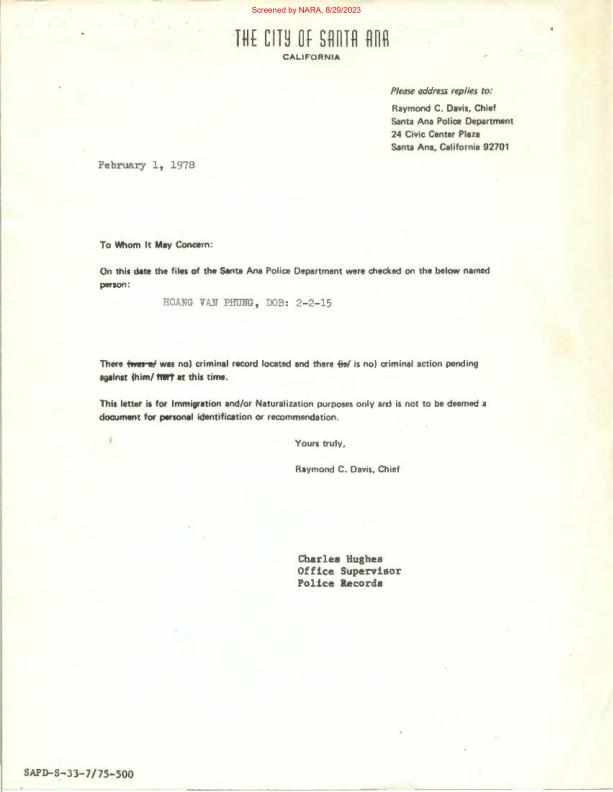 Screened by NARA, 8/29/2023
THE CITY OF SANTA ANA
CALIFORNIA
Please address replies to:
Raymond C. Davis, Chief
Santa Ana Police Department
24 Civic Center Plaza
Santa Ana, California 92701
February 1, 1978
To Whom It May Concern:
On this date the files of the Santa Ana Police Department were checked on the below named
person:
HOANG VAN PHUNG, DOB: 2-2-15
There (was a/ was no) criminal record located and there (is/ is no) criminal action pending
against (him/ her) at this time.
This letter is for Immigration and/or Naturalization purposes only and is not to be deemed a
document for personal identification or recommendation.
Yours truly,
Raymond C. Davis, Chief
Charles Hughes
Office Supervisor
Police Records
SAPD-S-33-7/75-500